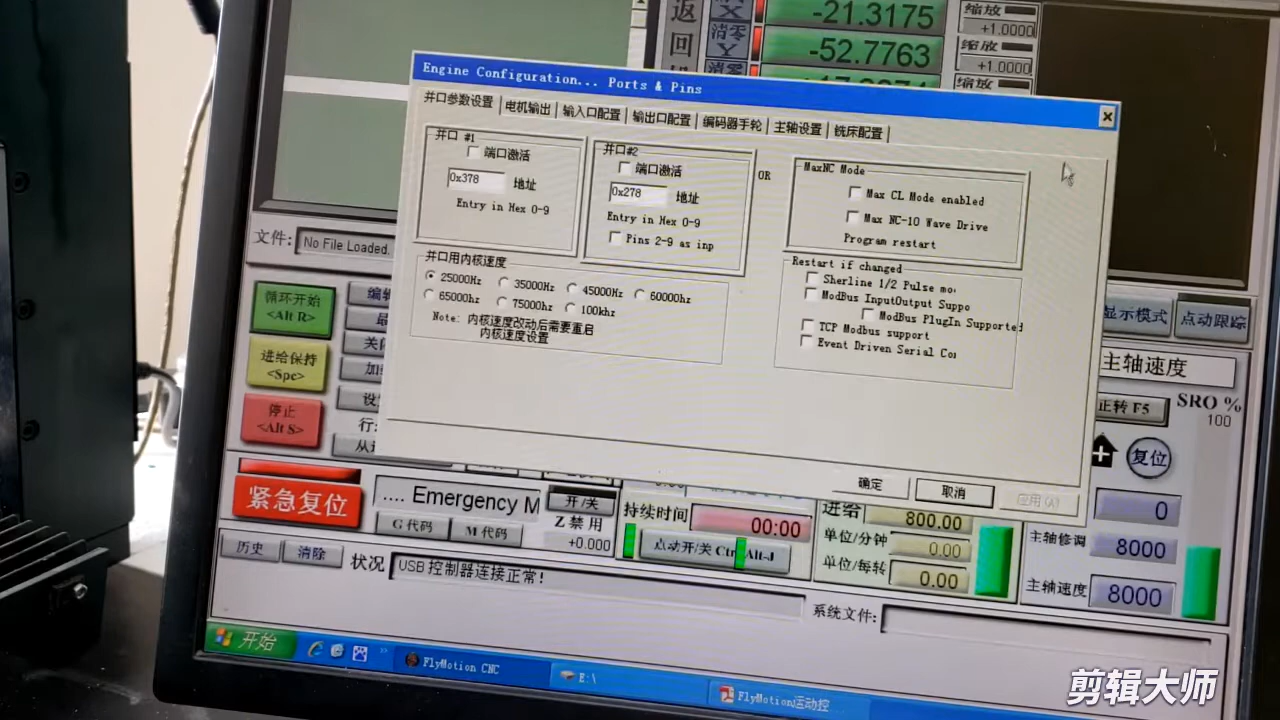 返
回
清零
X
-21.3175
缩放
+1.0000
清零
Y
-52.7763
缩放
+1.0000
清零
缩放
Engine Configuration... Ports & Pins
并口参数设置
电机输出
输入口配置
输出口配置
编码器手轮
主轴设置
铣床配置
并口 #1
端口激活
0x378
地址
Entry in Hex 0-9
并口#2
端口激活
0x278
地址
Entry in Hex 0-9
Pins 2-9 as inp
OR
MaxNC Mode
Max CL Mode enabled
Max NC-10 Wave Drive
Program restart
并口用内核速度
25000Hz
35000Hz
45000Hz
60000hz
65000hz
75000hz
100khz
Note: 内核速度改动后需要重启
内核速度设置
Restart if changed
Sherline 1/2 Pulse mo
ModBus InputOutput Suppo
ModBus PlugIn Supported
TCP Modbus support
Event Driven Serial Co
确定
取消
应用(A)
文件:
No File Loaded.
循环开始
<Alt R>
进给保持
<Spc>
停止
<Alt S>
编辑
关闭
行:
显示模式
点动跟踪
主轴速度
正转 F5
SRO %
100
复位
0
主轴修调
8000
主轴速度
8000
紧急复位
.... Emergency M
G代码
M代码
开/关
Z 禁用
+0.000
持续时间
00:00
点动开/关 Ctrl Alt-J
进给
800.00
单位/分钟
0.00
单位/每转
0.00
历史
清除
状况
USB 控制器连接正常!
系统文件:
开始
FlyMotion CNC
E:\
FlyMotion运动控
剪辑大师